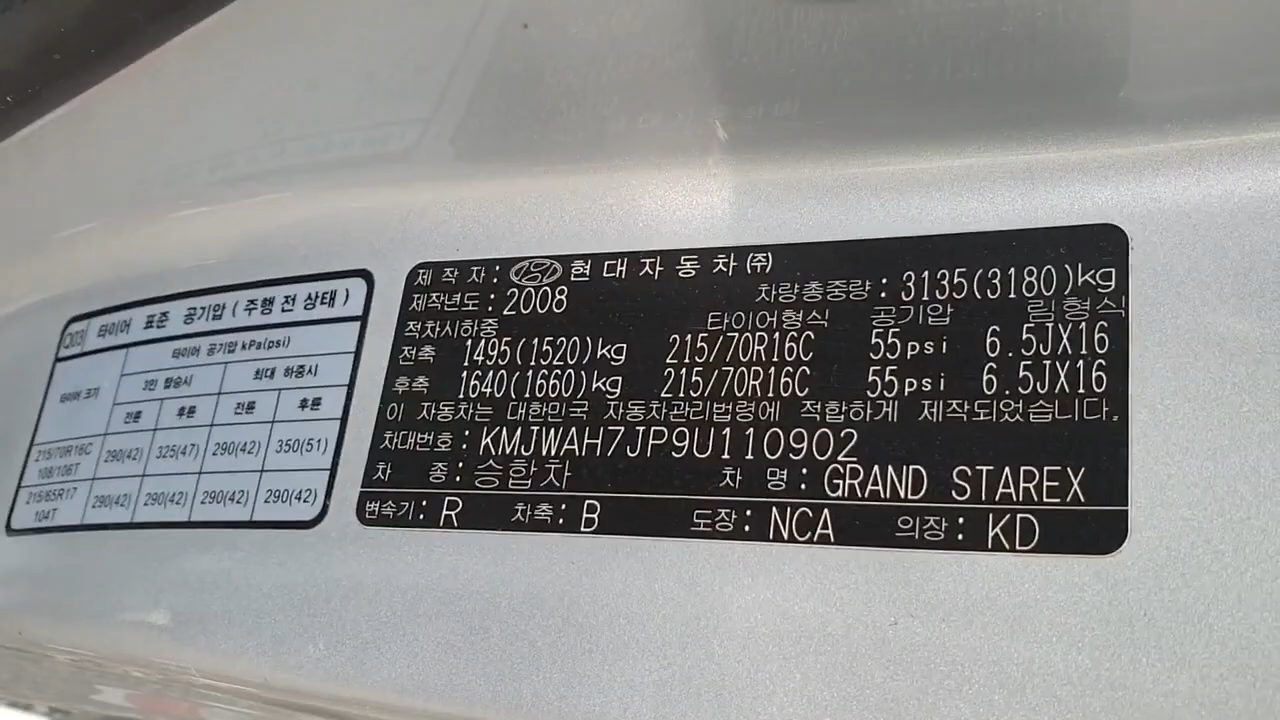 Q03 타이어 표준 공기압 ( 주행 전 상태 )
타이어 크기
타이어 공기압 kPa(psi)
3인 탑승시 최대 하중시
전륜 후륜 전륜 후륜
215/70R16C 108/106T 290(42) 325(47) 290(42) 350(51)
215/65R17 104T 290(42) 290(42) 290(42) 290(42)
제 작 자 : 현 대 자 동 차 ㈜
제작년도 : 2008 차량총중량 : 3135(3180)kg
적차시하중 타이어형식 공기압 림형식
전축 1495(1520)kg 215/70R16C 55psi 6.5JX16
후축 1640(1660)kg 215/70R16C 55psi 6.5JX16
이 자동차는 대한민국 자동차관리법령에 적합하게 제작되었습니다.
차대번호 : KMJWAH7JP9U110902
차 종 : 승합차 차 명 : GRAND STAREX
변속기 : R 차축 : B 도장 : NCA 의장 : KD